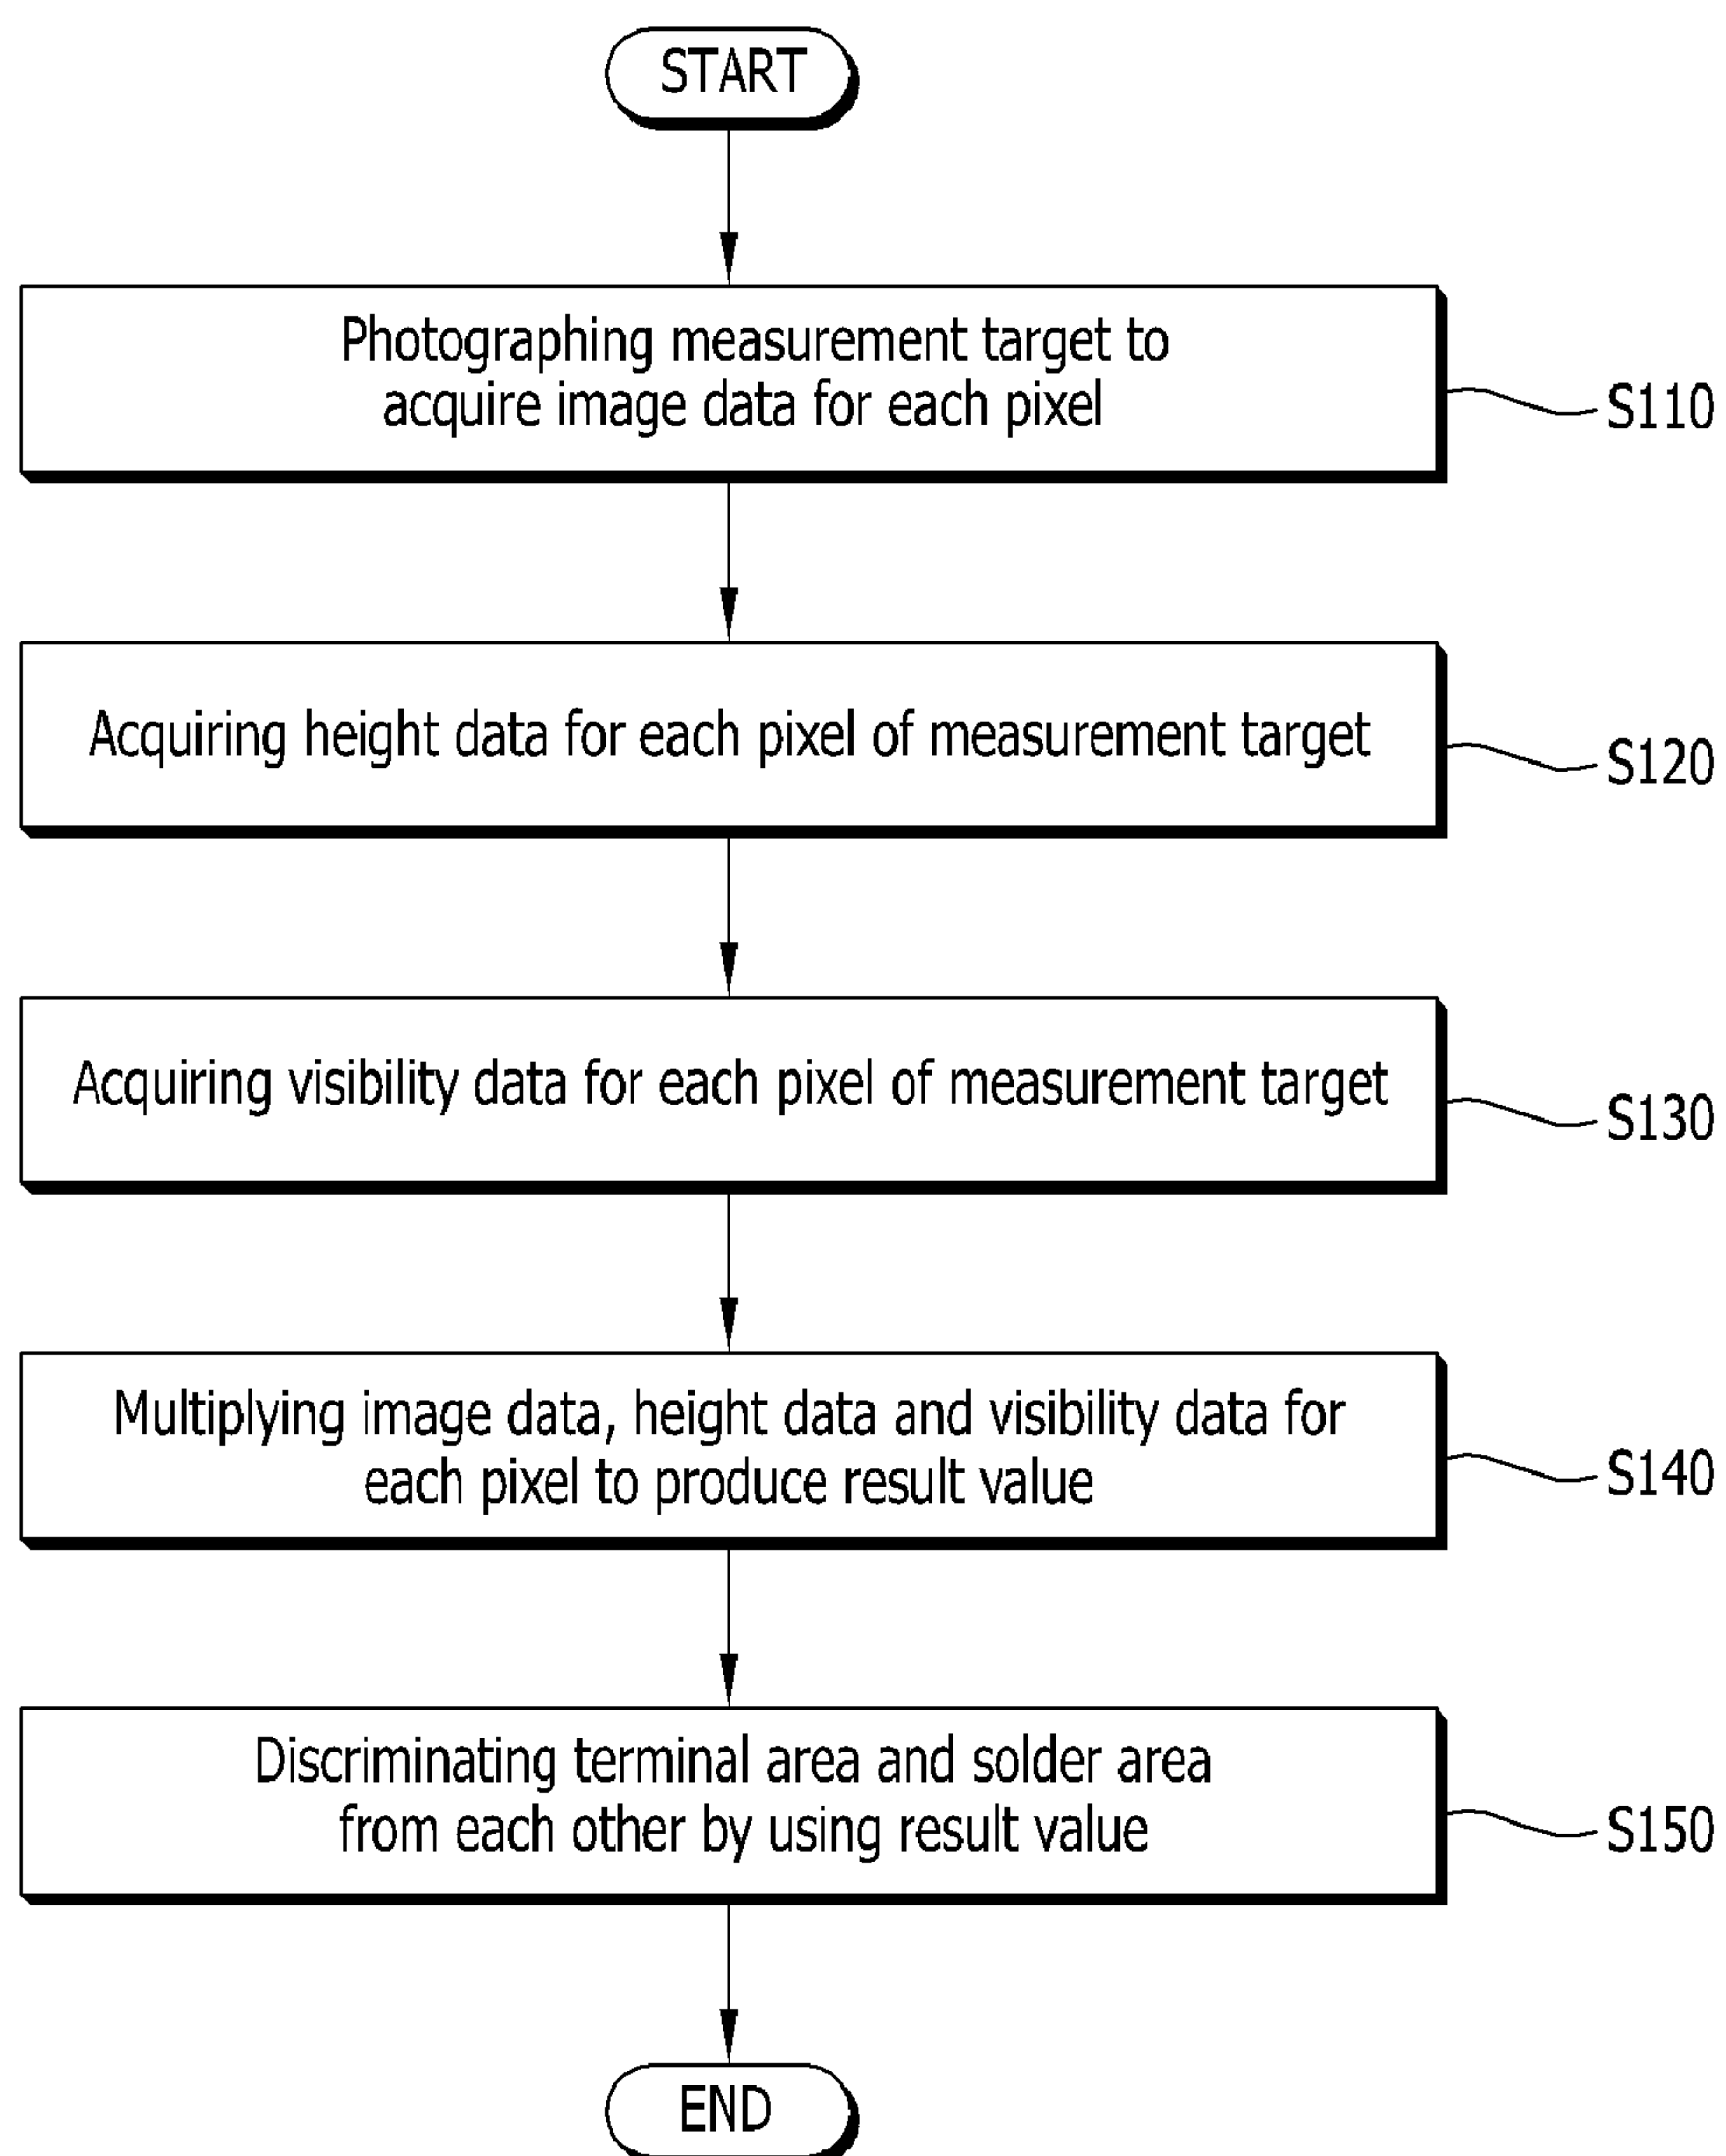 START
Photographing measurement target to
acquire image data for each pixel
S110
Acquiring height data for each pixel of measurement target
S120
Acquiring visibility data for each pixel of measurement target
S130
Multiplying image data, height data and visibility data for
each pixel to produce result value
S140
Discriminating terminal area and solder area
from each other by using result value
S150
END